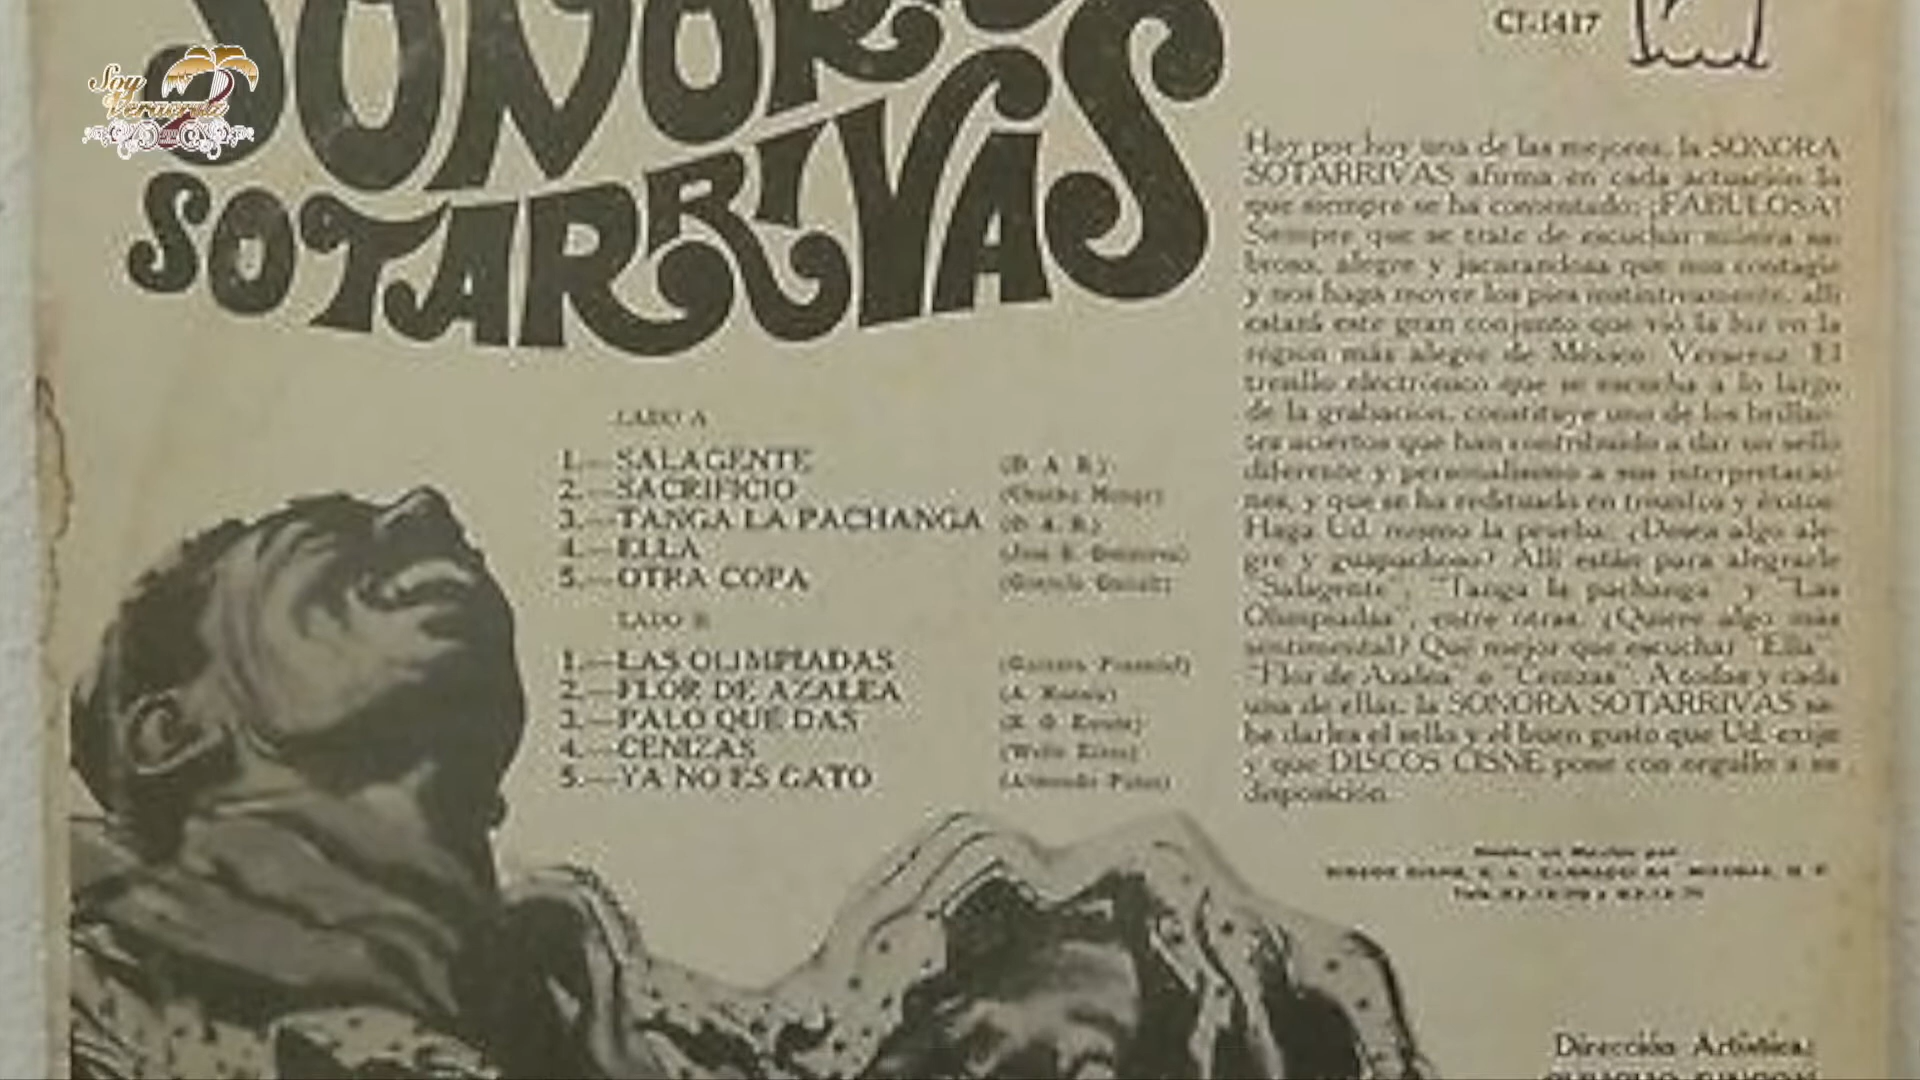 Soy
Veracruz
SONORA
SOTARRIVAS
CI-1417
LADO A
1.—SALAGENTE (D. A. R.)
2.—SACRIFICIO
3.—TANGA LA PACHANGA (D. A. R.)
4.—ELLA
5.—OTRA COPA
LADO B
1.—LAS OLIMPIADAS
2.—FLOR DE AZALEA
3.—PALO QUE DAS
4.—CENIZAS
5.—YA NO ES GATO
Hoy por hoy una de las mejores, la SONORA
SOTARRIVAS afirma en cada actuación lo
que siempre se ha comentado: ¡FABULOSA!
Siempre que se trate de escuchar música sa-
brosa, alegre y jacarandosa que nos contagie
y nos haga mover los pies instintivamente, allí
estará este gran conjunto que vió la luz en la
región más alegre de México: Veracruz. El
tresillo electrónico que se escucha a lo largo
de la grabación, constituye uno de los brillan-
tes aciertos que han contribuido a dar un sello
diferente y personalísimo a sus interpretacio-
nes, y que se ha redituado en triunfos y éxitos.
Haga Ud. mismo la prueba: ¿Desea algo ale-
gre y guapachoso? Allí están para alegrarle
"Salagente", "Tanga la pachanga" y "Las
Olimpiadas", entre otras. ¿Quiere algo más
sentimental? Qué mejor que escuchar "Ella"
"Flor de Azalea" o "Cenizas". A todas y cada
una de ellas, la SONORA SOTARRIVAS sa-
be darles el sello y el buen gusto que Ud. exije
y que DISCOS CISNE pone con orgullo a su
disposición.
Hecho en México por
Dirección Artística: